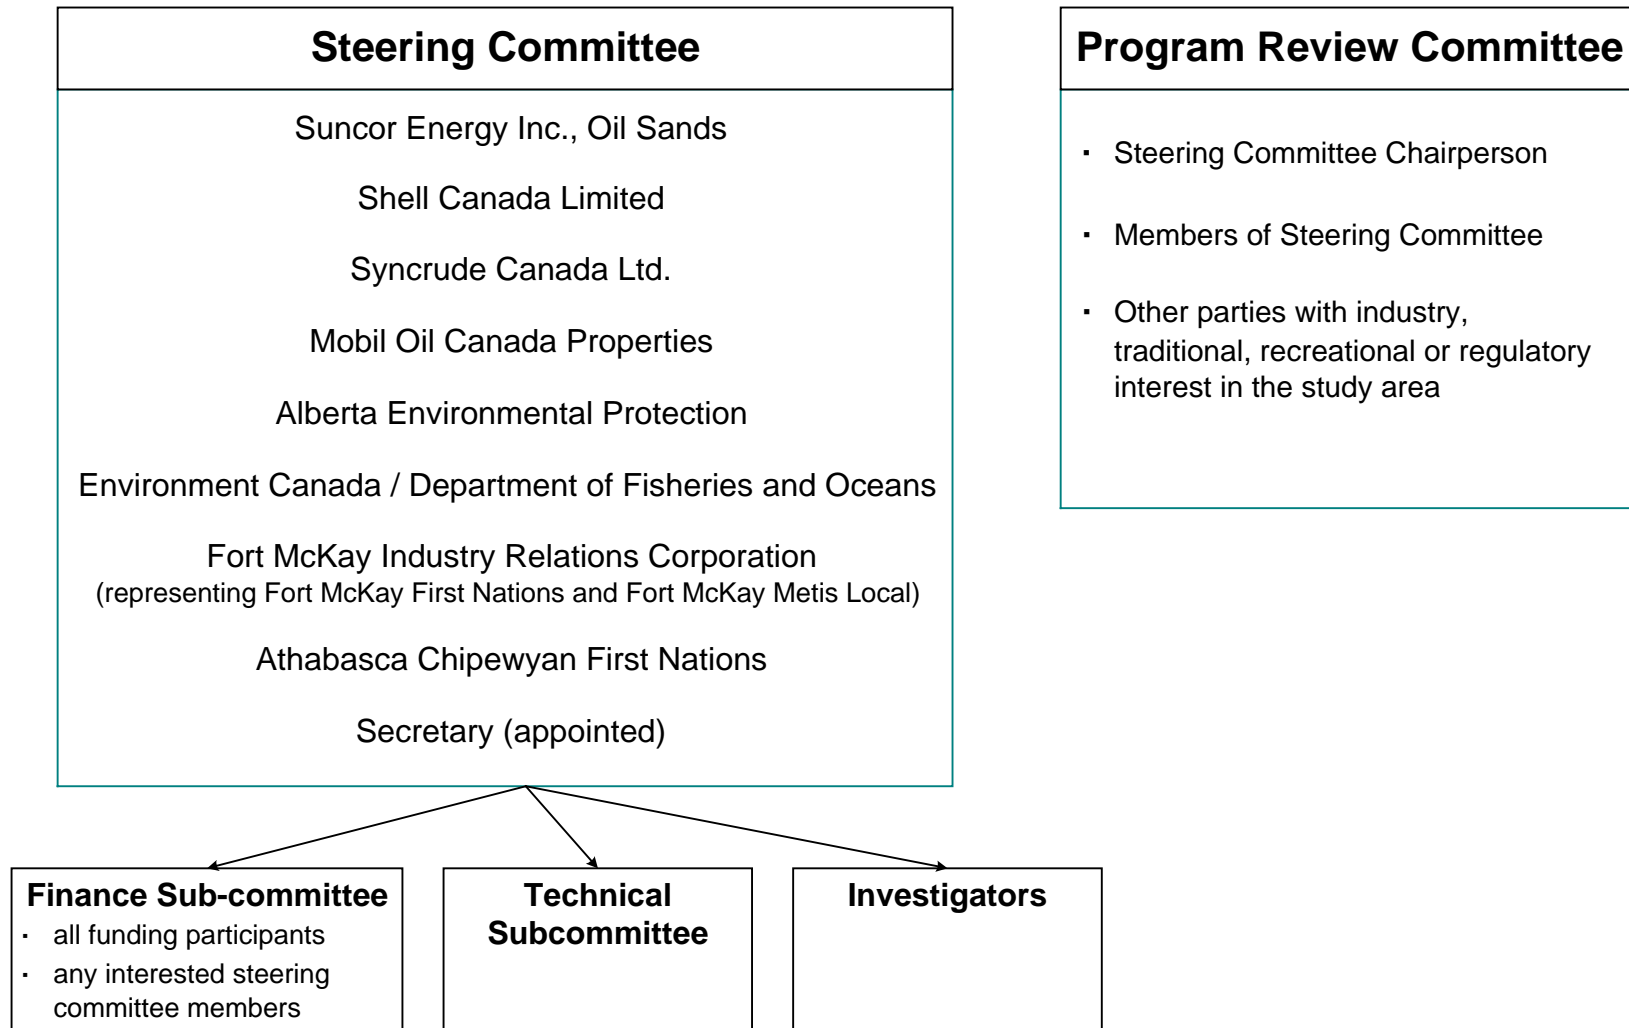 Steering Committee
Suncor Energy Inc., Oil Sands
Shell Canada Limited
Syncrude Canada Ltd.
Mobil Oil Canada Properties
Alberta Environmental Protection
Environment Canada / Department of Fisheries and Oceans
Fort McKay Industry Relations Corporation
(representing Fort McKay First Nations and Fort McKay Metis Local)
Athabasca Chipewyan First Nations
Secretary (appointed)
Program Review Committee
· Steering Committee Chairperson
· Members of Steering Committee
· Other parties with industry,
traditional, recreational or regulatory
interest in the study area
Finance Sub-committee
· all funding participants
· any interested steering
committee members
Technical
Subcommittee
Investigators